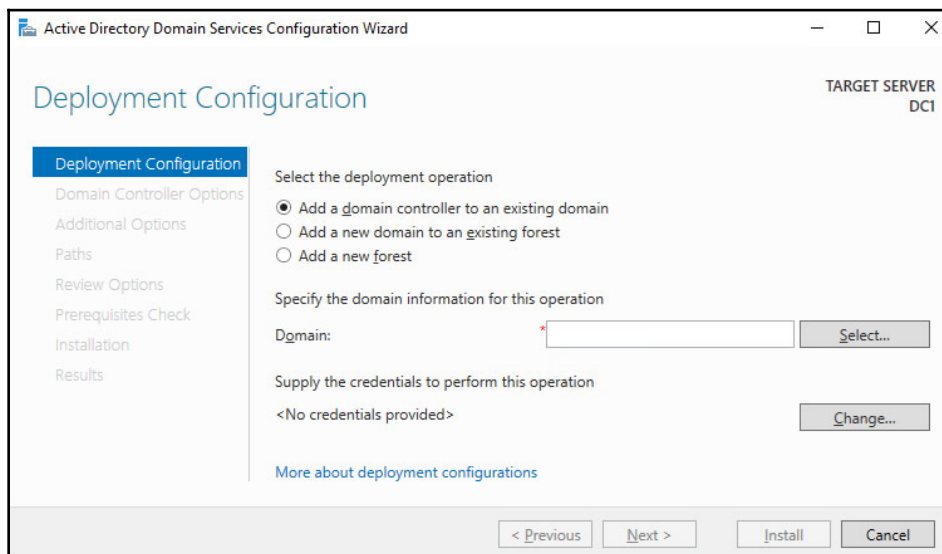 Active Directory Domain Services Configuration Wizard
Deployment Configuration
TARGET SERVER
DC1
Deployment Configuration
Domain Controller Options
Additional Options
Paths
Review Options
Prerequisites Check
Installation
Results
Select the deployment operation
Add a domain controller to an existing domain
Add a new domain to an existing forest
Add a new forest
Specify the domain information for this operation
Domain:
*
Select...
Supply the credentials to perform this operation
<No credentials provided>
Change...
More about deployment configurations
< Previous
Next >
Install
Cancel